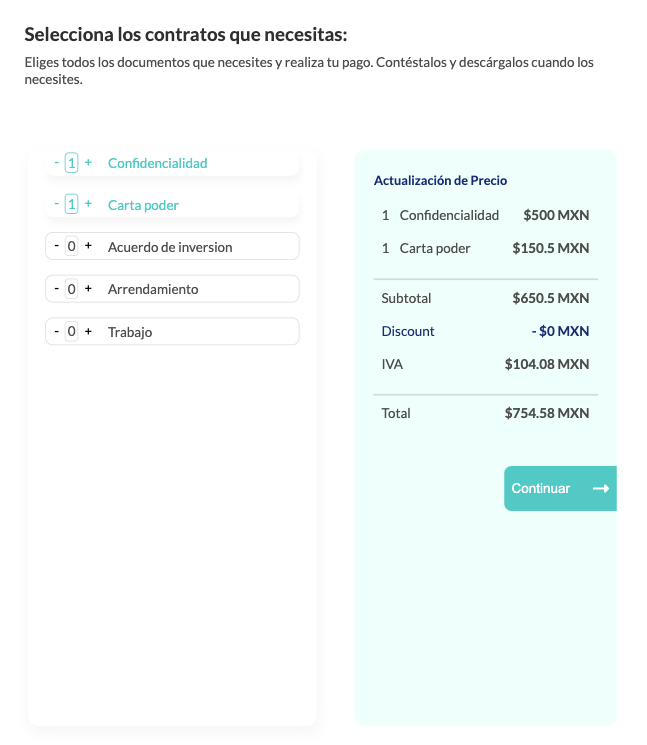 Selecciona los contratos que necesitas:
Eliges todos los documentos que necesites y realiza tu pago. Contéstalos y descárgalos cuando los
necesites.
- 1 + Confidencialidad
- 1 + Carta poder
- 0 + Acuerdo de inversion
- 0 + Arrendamiento
- 0 + Trabajo
Actualización de Precio
1 Confidencialidad $500 MXN
1 Carta poder $150.5 MXN
Subtotal $650.5 MXN
Discount - $0 MXN
IVA $104.08 MXN
Total $754.58 MXN
Continuar →